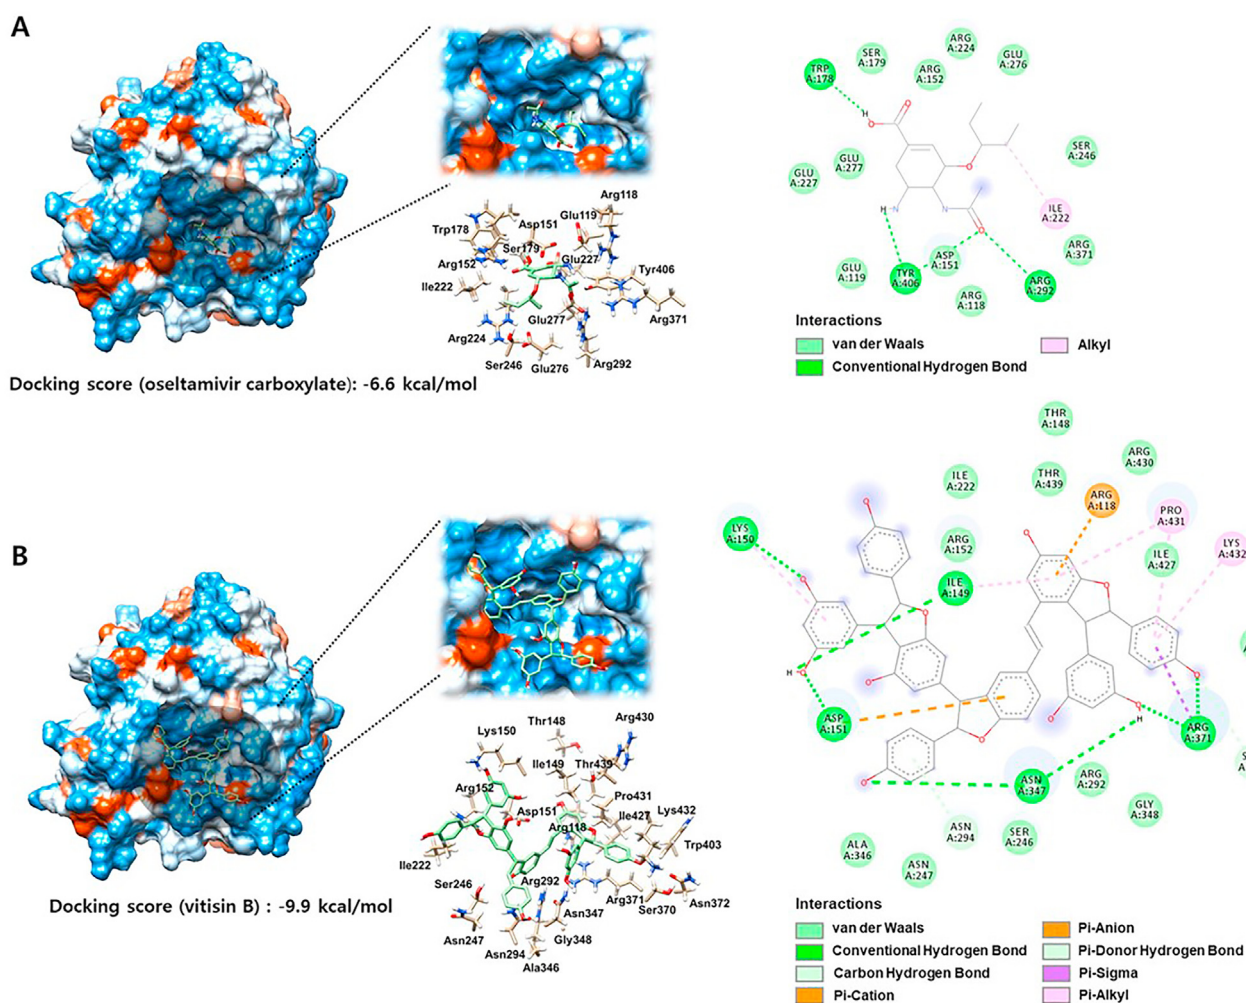 A
Arg118
Trp178
Asp151
Glu119
Ser179
Glu227
Arg152
Tyr406
Ile222
Arg371
Glu277
Arg224
Ser246
Glu276
Arg292
Docking score (oseltamivir carboxylate): -6.6 kcal/mol
TRP
A:178
SER
A:179
ARG
A:152
ARG
A:224
GLU
A:276
H
O
O
GLU
A:227
GLU
A:277
O
SER
A:246
ILE
A:222
H
N
N
O
GLU
A:119
TYR
A:406
ASP
A:151
ARG
A:118
ARG
A:292
ARG
A:371
Interactions
van der Waals
Conventional Hydrogen Bond
Alkyl
B
Lys150
Thr148
Arg430
Ile149
Thr439
Arg152
Asp151
Pro431
Ile427
Lys432
Arg118
Trp403
Ile222
Ser246
Arg292
Arg371
Asn372
Ser370
Asn347
Asn247
Gly348
Asn294
Ala346
Docking score (vitisin B) : -9.9 kcal/mol
THR
A:148
ARG
A:430
ILE
A:222
THR
A:439
ARG
A:118
PRO
A:431
LYS
A:150
ARG
A:152
ILE
A:427
LYS
A:432
ILE
A:149
ASP
A:151
ARG
A:371
ASN
A:347
ARG
A:292
GLY
A:348
ASN
A:294
SER
A:246
ALA
A:346
ASN
A:247
Interactions
van der Waals
Conventional Hydrogen Bond
Carbon Hydrogen Bond
Pi-Cation
Pi-Anion
Pi-Donor Hydrogen Bond
Pi-Sigma
Pi-Alkyl